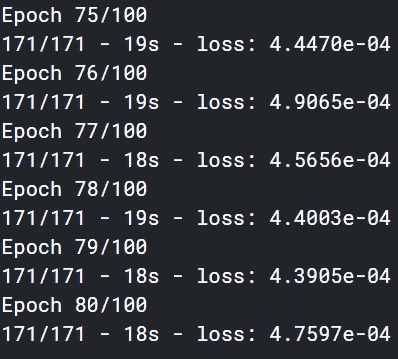 Epoch 75/100
171/171 - 19s - loss: 4.4470e-04
Epoch 76/100
171/171 - 19s - loss: 4.9065e-04
Epoch 77/100
171/171 - 18s - loss: 4.5656e-04
Epoch 78/100
171/171 - 19s - loss: 4.4003e-04
Epoch 79/100
171/171 - 18s - loss: 4.3905e-04
Epoch 80/100
171/171 - 18s - loss: 4.7597e-04